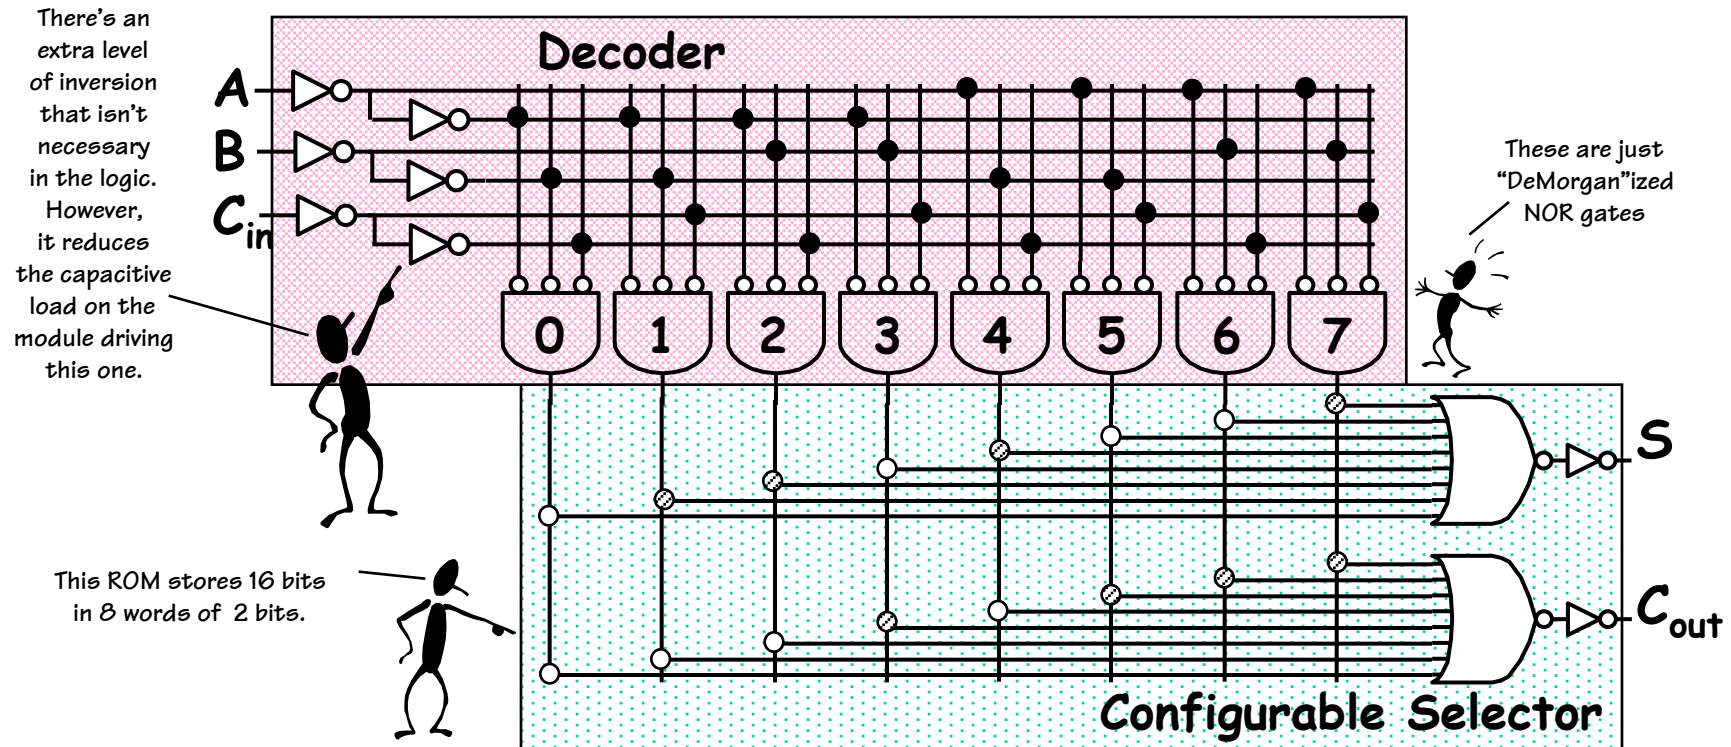 There's an
extra level
of inversion
that isn't
necessary
in the logic.
However,
it reduces
the capacitive
load on the
module driving
this one.
Decoder
A
B
Cin
These are just
“DeMorgan”ized
NOR gates
0 1 2 3 4 5 6 7
S
Cout
This ROM stores 16 bits
in 8 words of 2 bits.
Configurable Selector